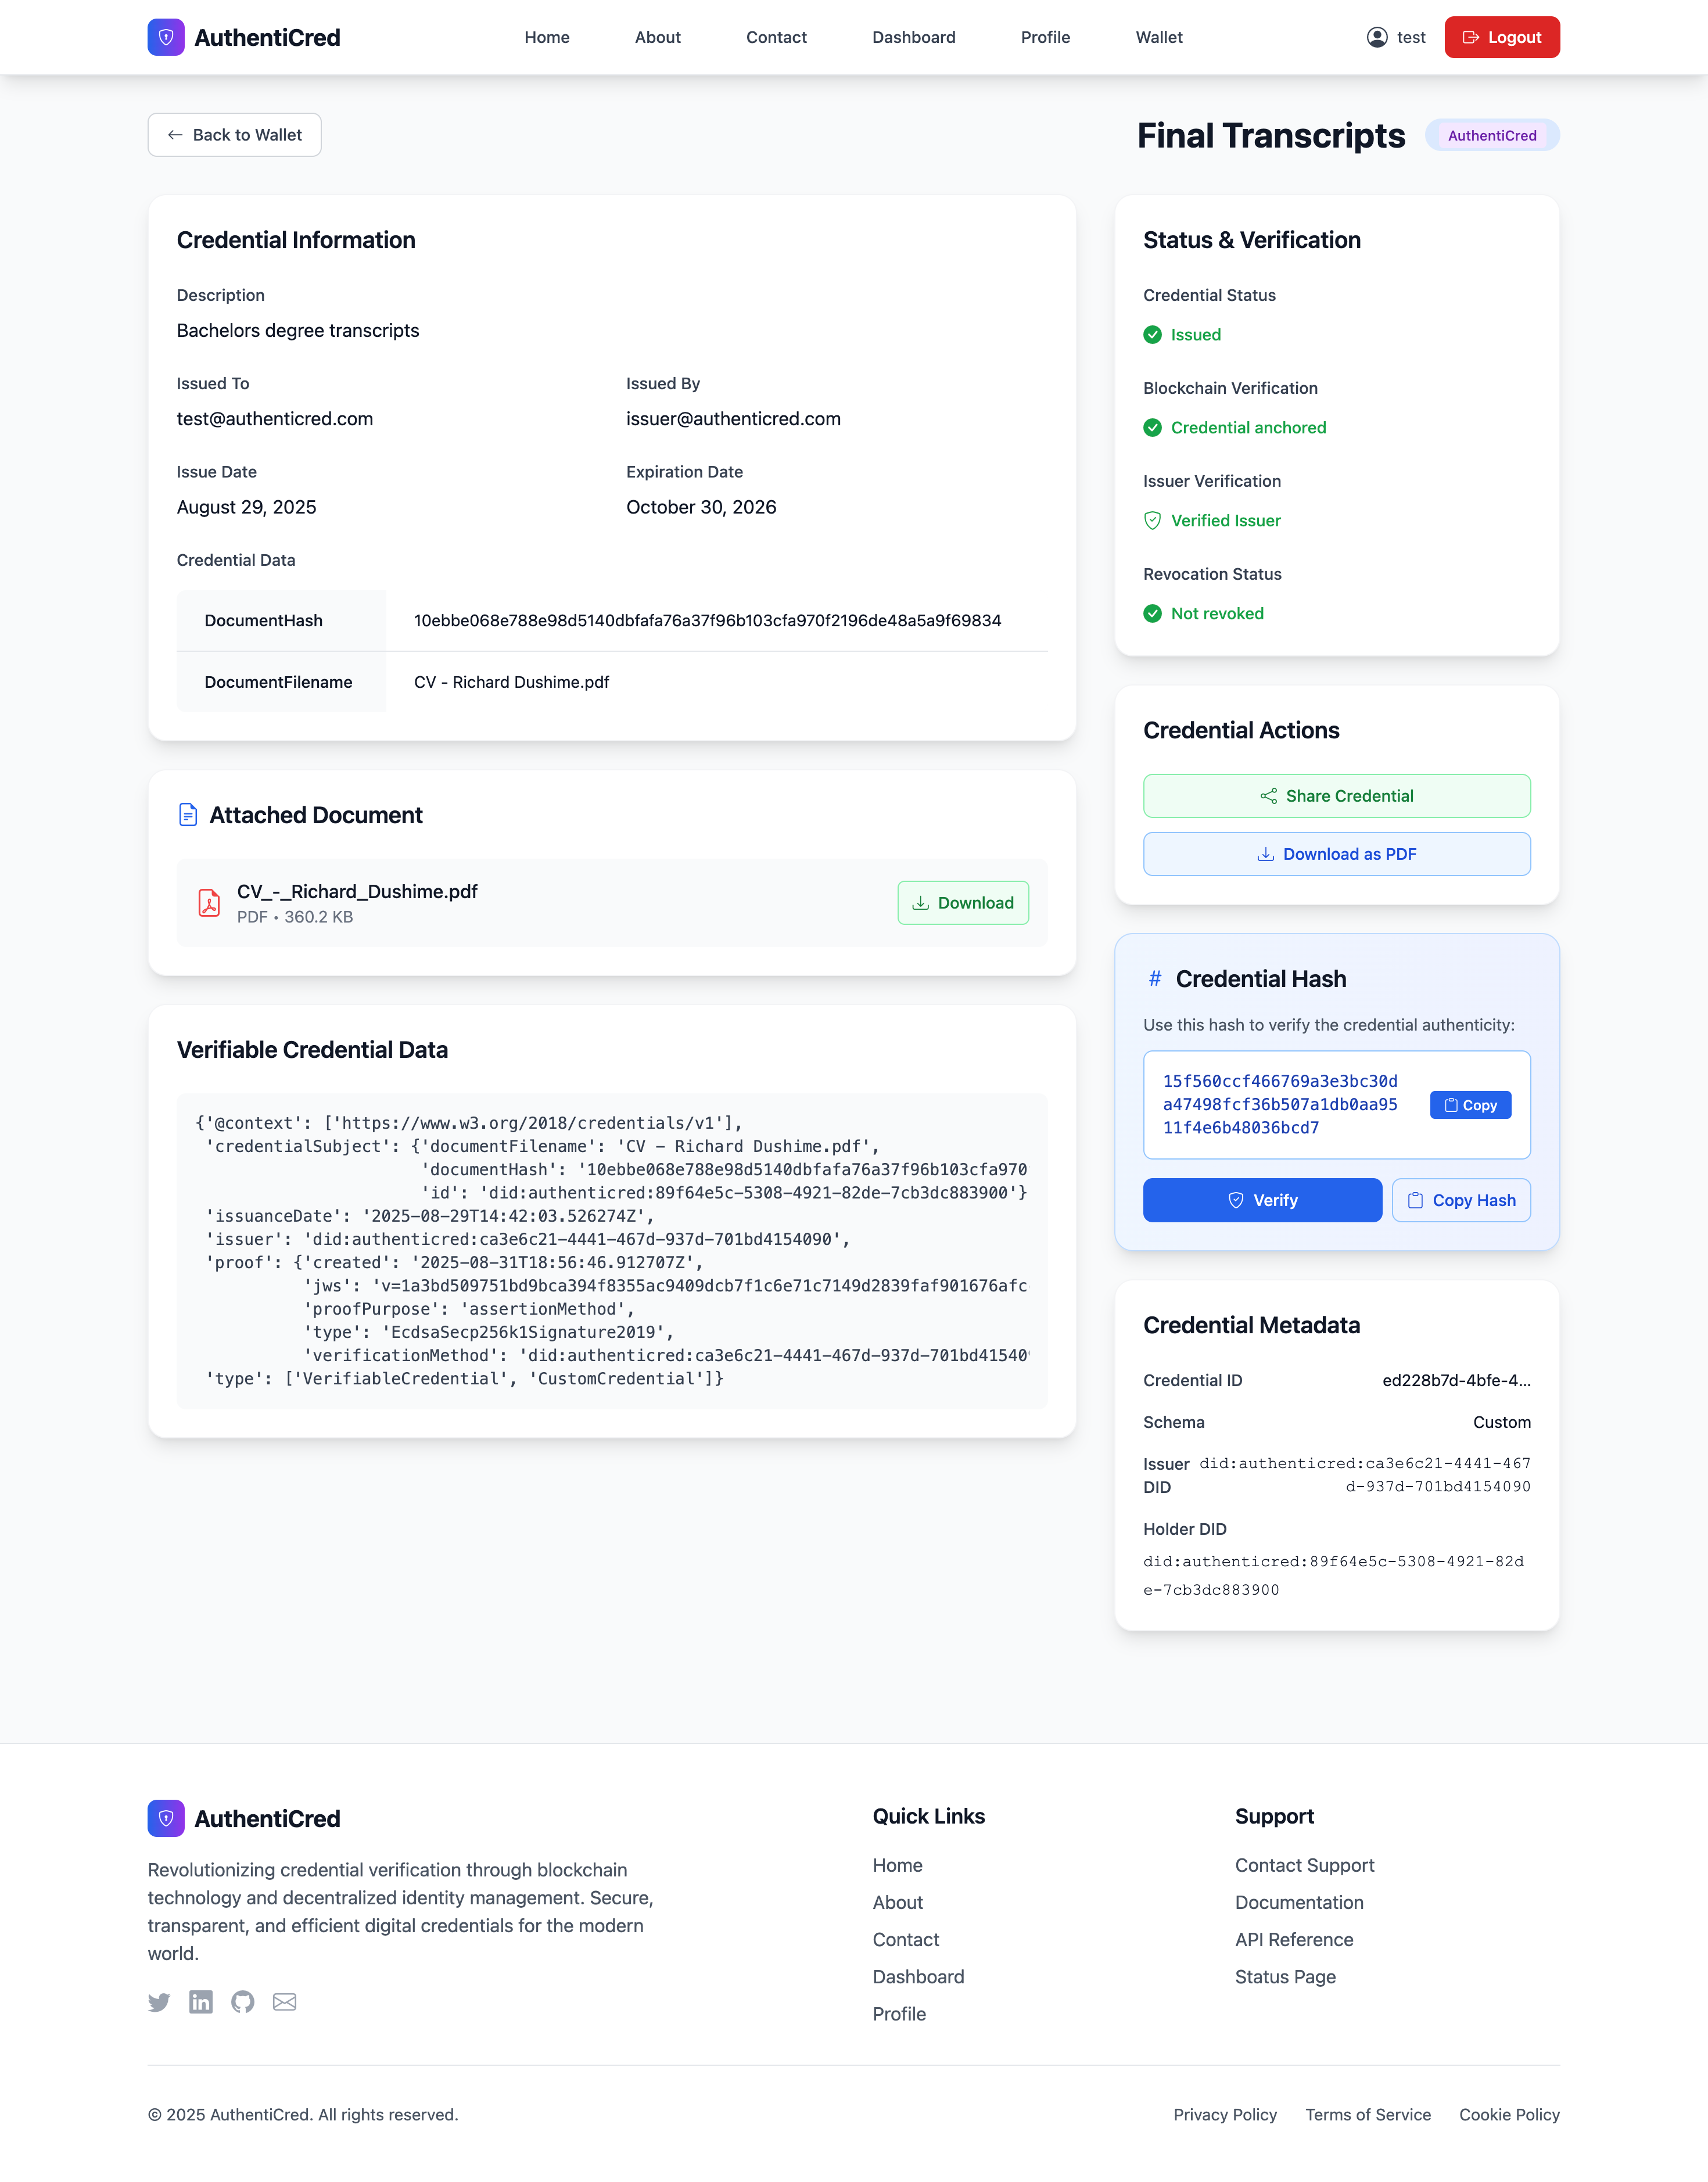 AuthentiCred
Home
About
Contact
Dashboard
Profile
Wallet
test
Logout
Back to Wallet
Final Transcripts
AuthentiCred
Credential Information
Description
Bachelors degree transcripts
Issued To
Issued By
test@authenticred.com
issuer@authenticred.com
Issue Date
Expiration Date
August 29, 2025
October 30, 2026
Credential Data
DocumentHash
10ebbe068e788e98d5140dbfafa76a37f96b103cfa970f2196de48a5a9f69834
DocumentFilename
CV - Richard Dushime.pdf
Attached Document
CV_-_Richard_Dushime.pdf
PDF • 360.2 KB
Download
Verifiable Credential Data
{'@context': ['https://www.w3.org/2018/credentials/v1'],
'credentialSubject': {'documentFilename': 'CV - Richard Dushime.pdf',
'documentHash': '10ebbe068e788e98d5140dbfafa76a37f96b103cfa970
'id': 'did:authenticred:89f64e5c-5308-4921-82de-7cb3dc883900'}
'issuanceDate': '2025-08-29T14:42:03.526274Z',
'issuer': 'did:authenticred:ca3e6c21-4441-467d-937d-701bd4154090',
'proof': {'created': '2025-08-31T18:56:46.912707Z',
'jws': 'v=1a3bd509751bd9bca394f8355ac9409dcb7f1c6e71c7149d2839faf901676afc
'proofPurpose': 'assertionMethod',
'type': 'EcdsaSecp256k1Signature2019',
'verificationMethod': 'did:authenticred:ca3e6c21-4441-467d-937d-701bd41540
'type': ['VerifiableCredential', 'CustomCredential']}
Status & Verification
Credential Status
Issued
Blockchain Verification
Credential anchored
Issuer Verification
Verified Issuer
Revocation Status
Not revoked
Credential Actions
Share Credential
Download as PDF
# Credential Hash
Use this hash to verify the credential authenticity:
15f560ccf466769a3e3bc30d
a47498fcf36b507a1db0aa95
11f4e6b48036bcd7
Copy
Verify
Copy Hash
Credential Metadata
Credential ID
ed228b7d-4bfe-4...
Schema
Custom
Issuer DID
did:authenticred:ca3e6c21-4441-467
d-937d-701bd4154090
Holder DID
did:authenticred:89f64e5c-5308-4921-82d
e-7cb3dc883900
AuthentiCred
Revolutionizing credential verification through blockchain
technology and decentralized identity management. Secure,
transparent, and efficient digital credentials for the modern
world.
Quick Links
Home
About
Contact
Dashboard
Profile
Support
Contact Support
Documentation
API Reference
Status Page
© 2025 AuthentiCred. All rights reserved.
Privacy Policy
Terms of Service
Cookie Policy